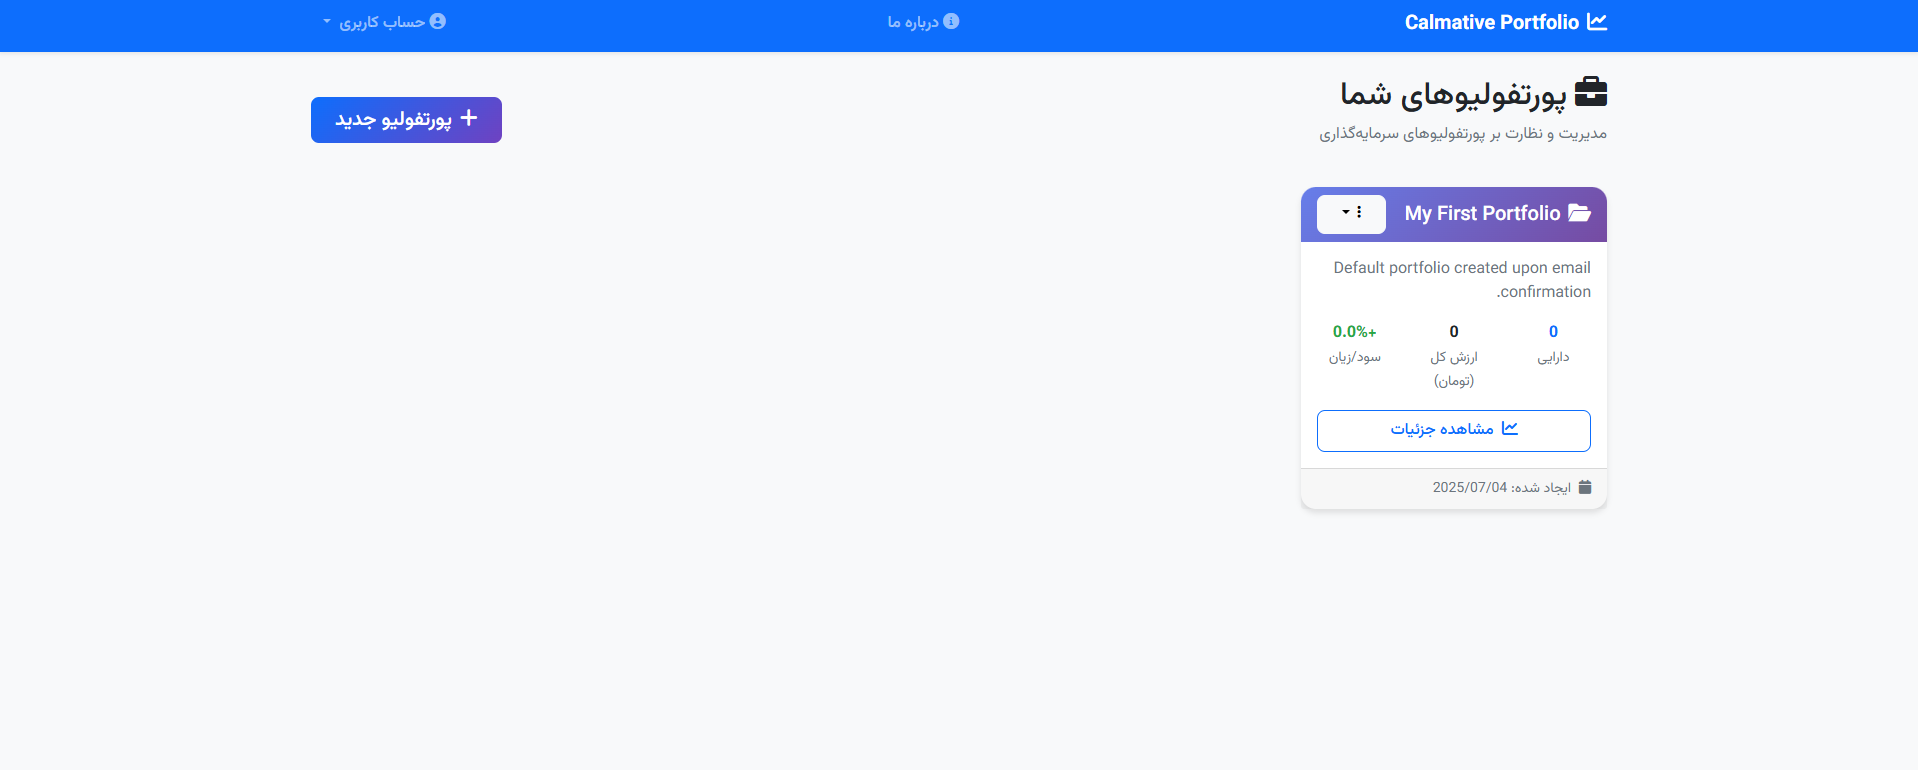 Calmative Portfolio
درباره ما
حساب کاربری
پورتفولیوهای شما
مدیریت و نظارت بر پورتفولیوهای سرمایه‌گذاری
پورتفولیو جدید
My First Portfolio
Default portfolio created upon email
.confirmation
0
دارایی
0
ارزش کل
(تومان)
0.0%+
سود/زیان
مشاهده جزئیات
ایجاد شده: 2025/07/04